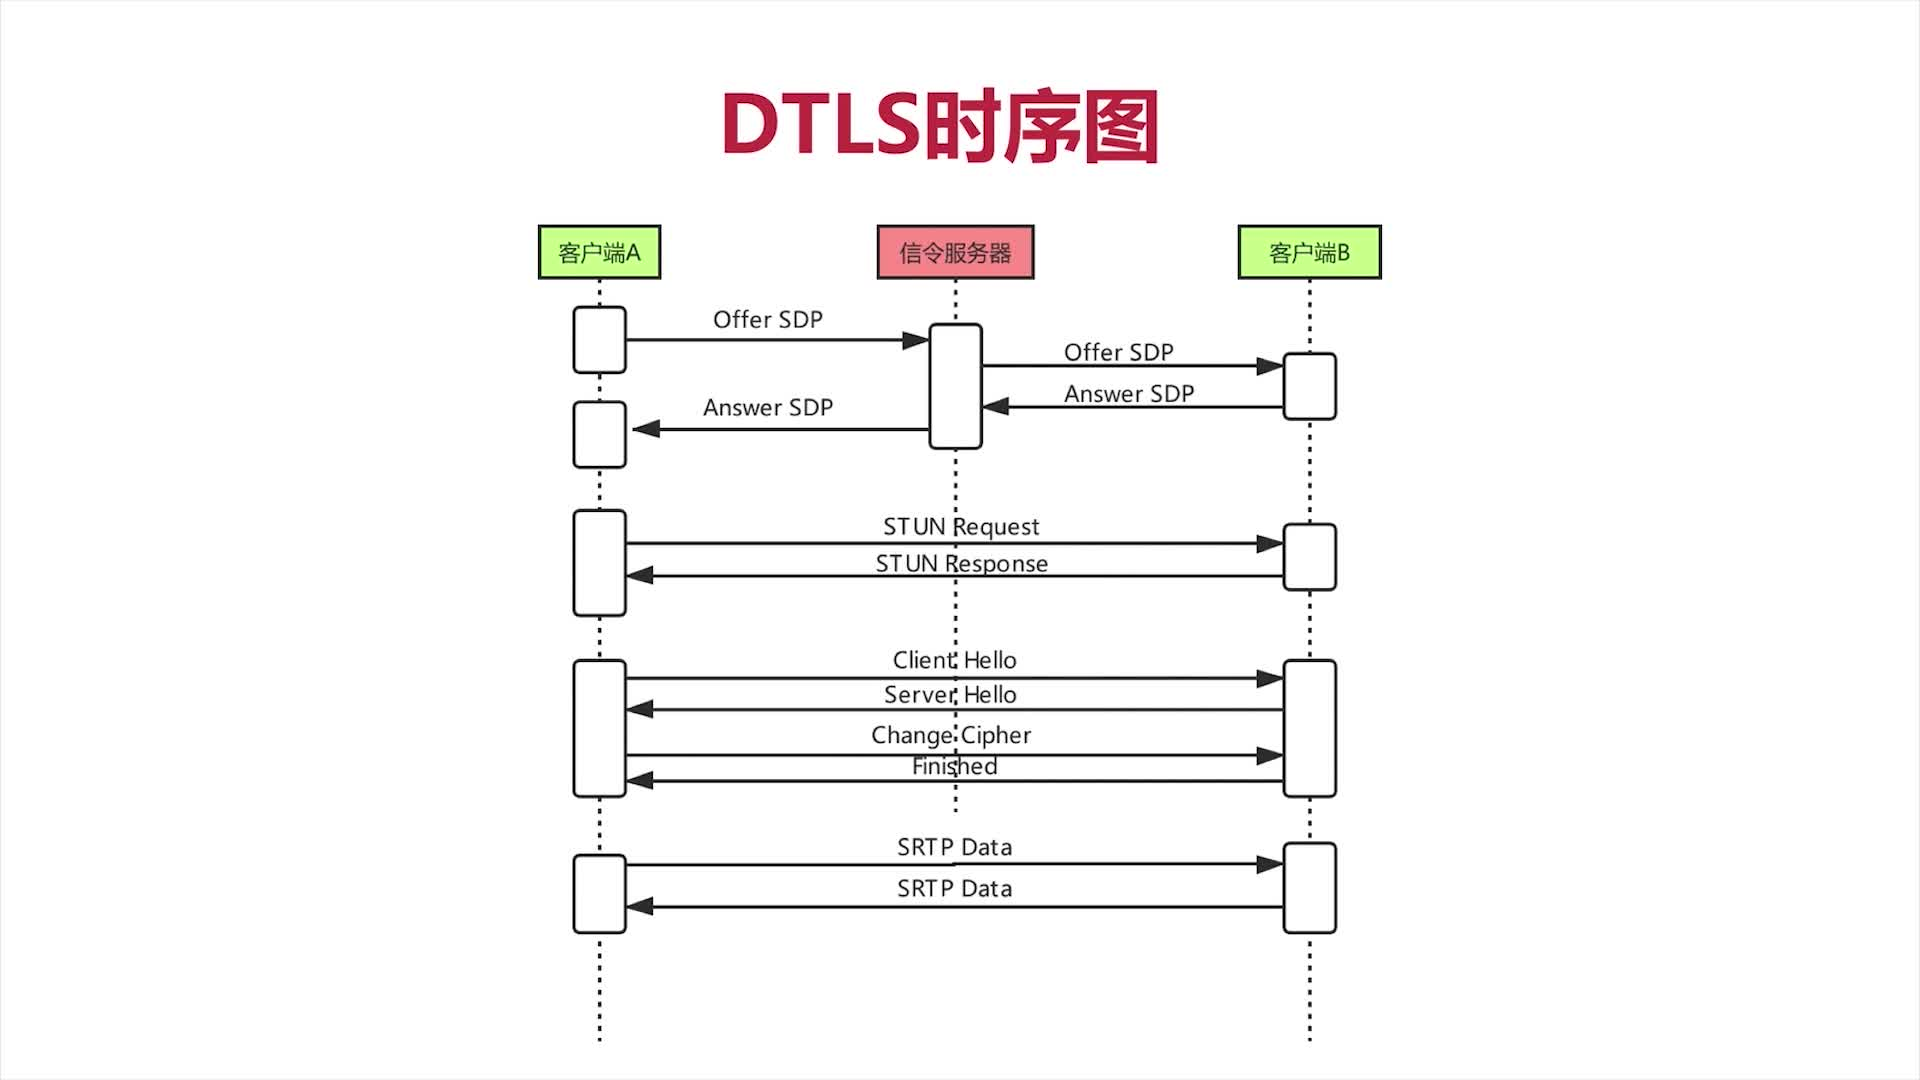 DTLS时序图
客户端A
信令服务器
客户端B
Offer SDP
Offer SDP
Answer SDP
Answer SDP
STUN Request
STUN Response
Client Hello
Server Hello
Change Cipher
Finished
SRTP Data
SRTP Data